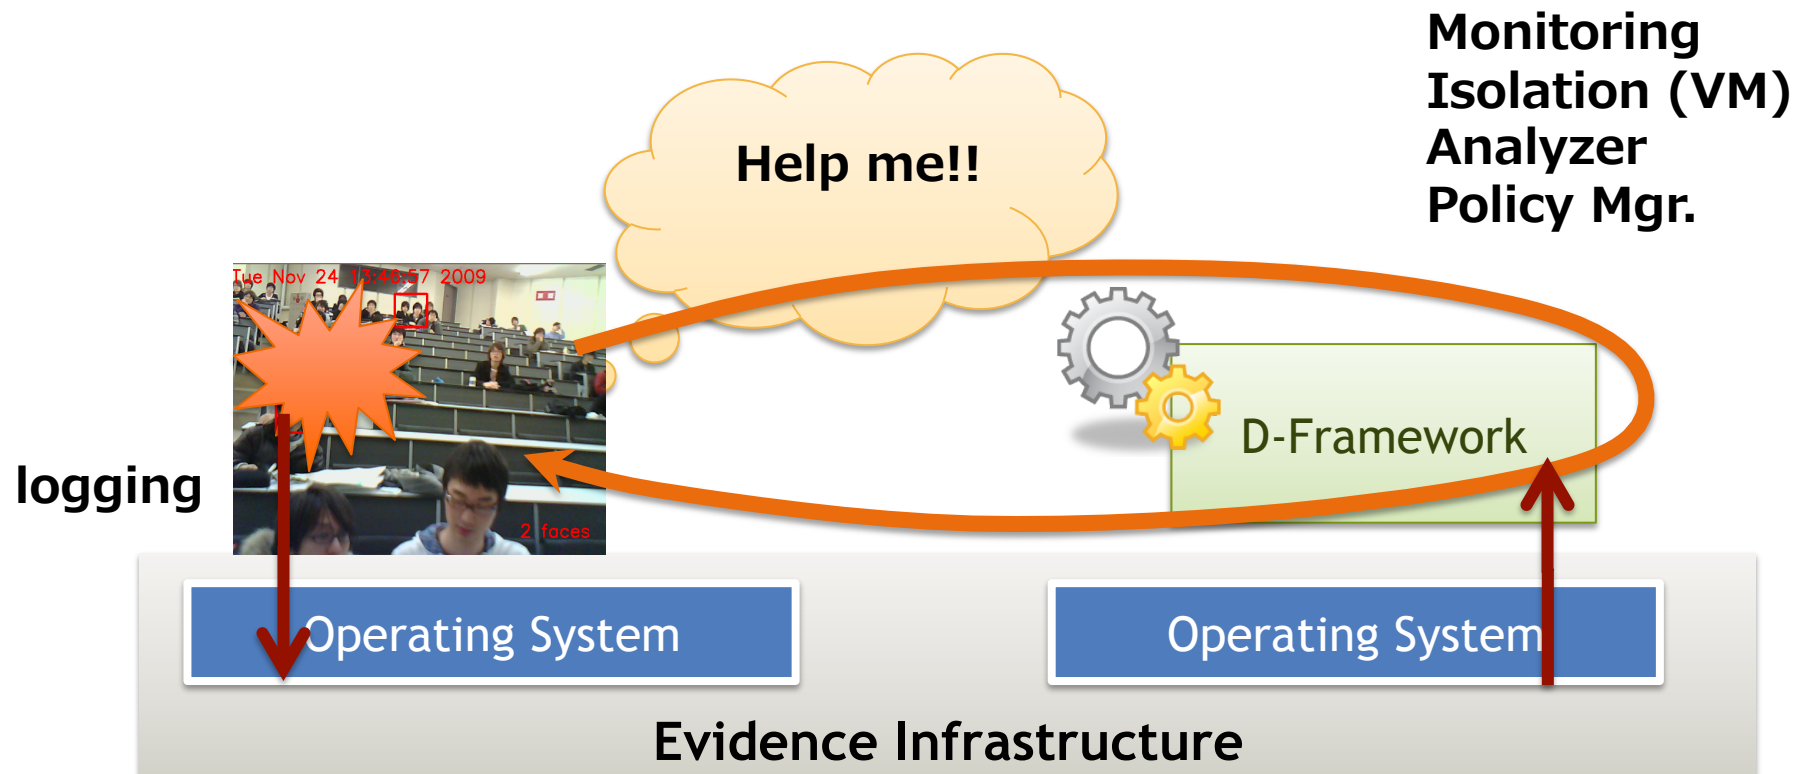 Monitoring
Isolation (VM)
Analyzer
Policy Mgr.
Help me!!
Tue Nov 24 13:46:57 2009
D-Framework
logging
2 faces
Operating System
Operating System
Evidence Infrastructure